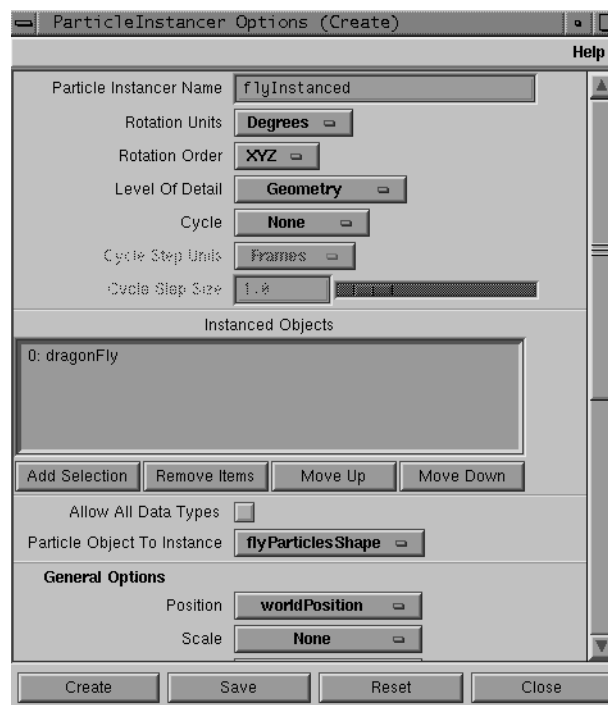 ParticleInstancer Options (Create)
Help
Particle Instancer Name flyInstanced
Rotation Units Degrees
Rotation Order XYZ
Level Of Detail Geometry
Cycle None
Cycle Step Units Frames
Cycle Step Size 1.0
Instanced Objects
0: dragonFly
Add Selection Remove Items Move Up Move Down
Allow All Data Types
Particle Object To Instance flyParticlesShape
General Options
Position worldPosition
Scale None
Create Save Reset Close